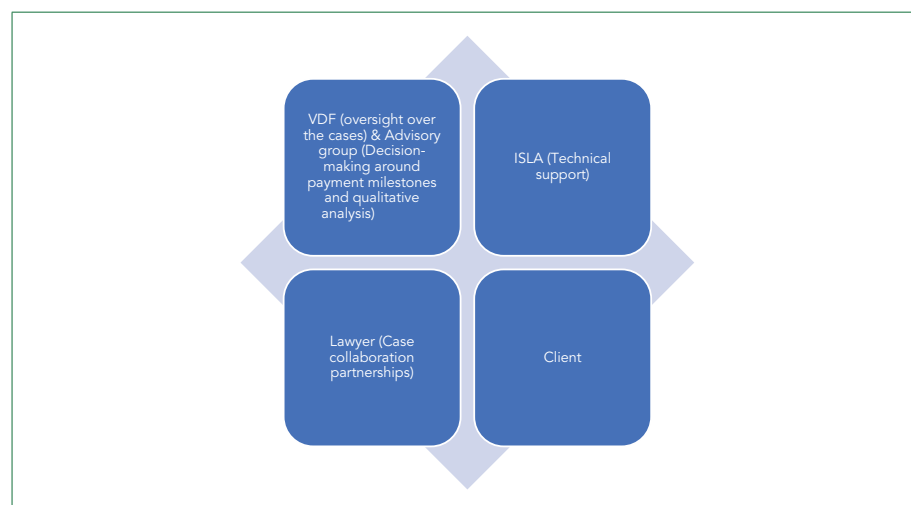 VDF (oversight over
the cases) & Advisory
group (Decision-
making around
payment milestones
and qualitative
analysis)
ISLA (Technical
support)
Lawyer (Case
collaboration
partnerships)
Client